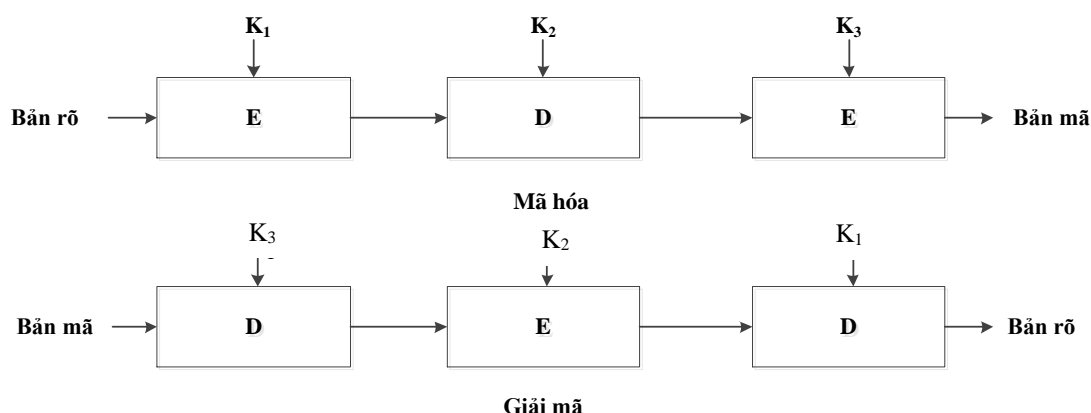 K₁ K₂ K₃
Bản rõ E D E Bản mã
Mã hóa
K₃ K₂ K₁
Bản mã D E D Bản rõ
Giải mã